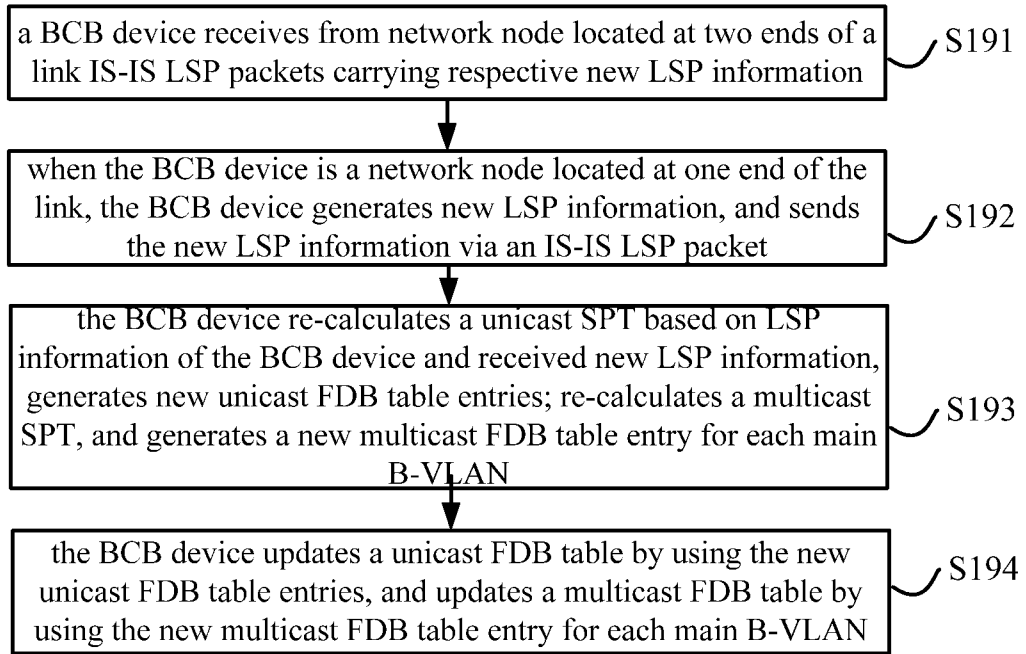 a BCB device receives from network node located at two ends of a
link IS-IS LSP packets carrying respective new LSP information
S191
when the BCB device is a network node located at one end of the
link, the BCB device generates new LSP information, and sends
the new LSP information via an IS-IS LSP packet
S192
the BCB device re-calculates a unicast SPT based on LSP
information of the BCB device and received new LSP information,
generates new unicast FDB table entries; re-calculates a multicast
SPT, and generates a new multicast FDB table entry for each main
B-VLAN
S193
the BCB device updates a unicast FDB table by using the new
unicast FDB table entries, and updates a multicast FDB table by
using the new multicast FDB table entry for each main B-VLAN
S194